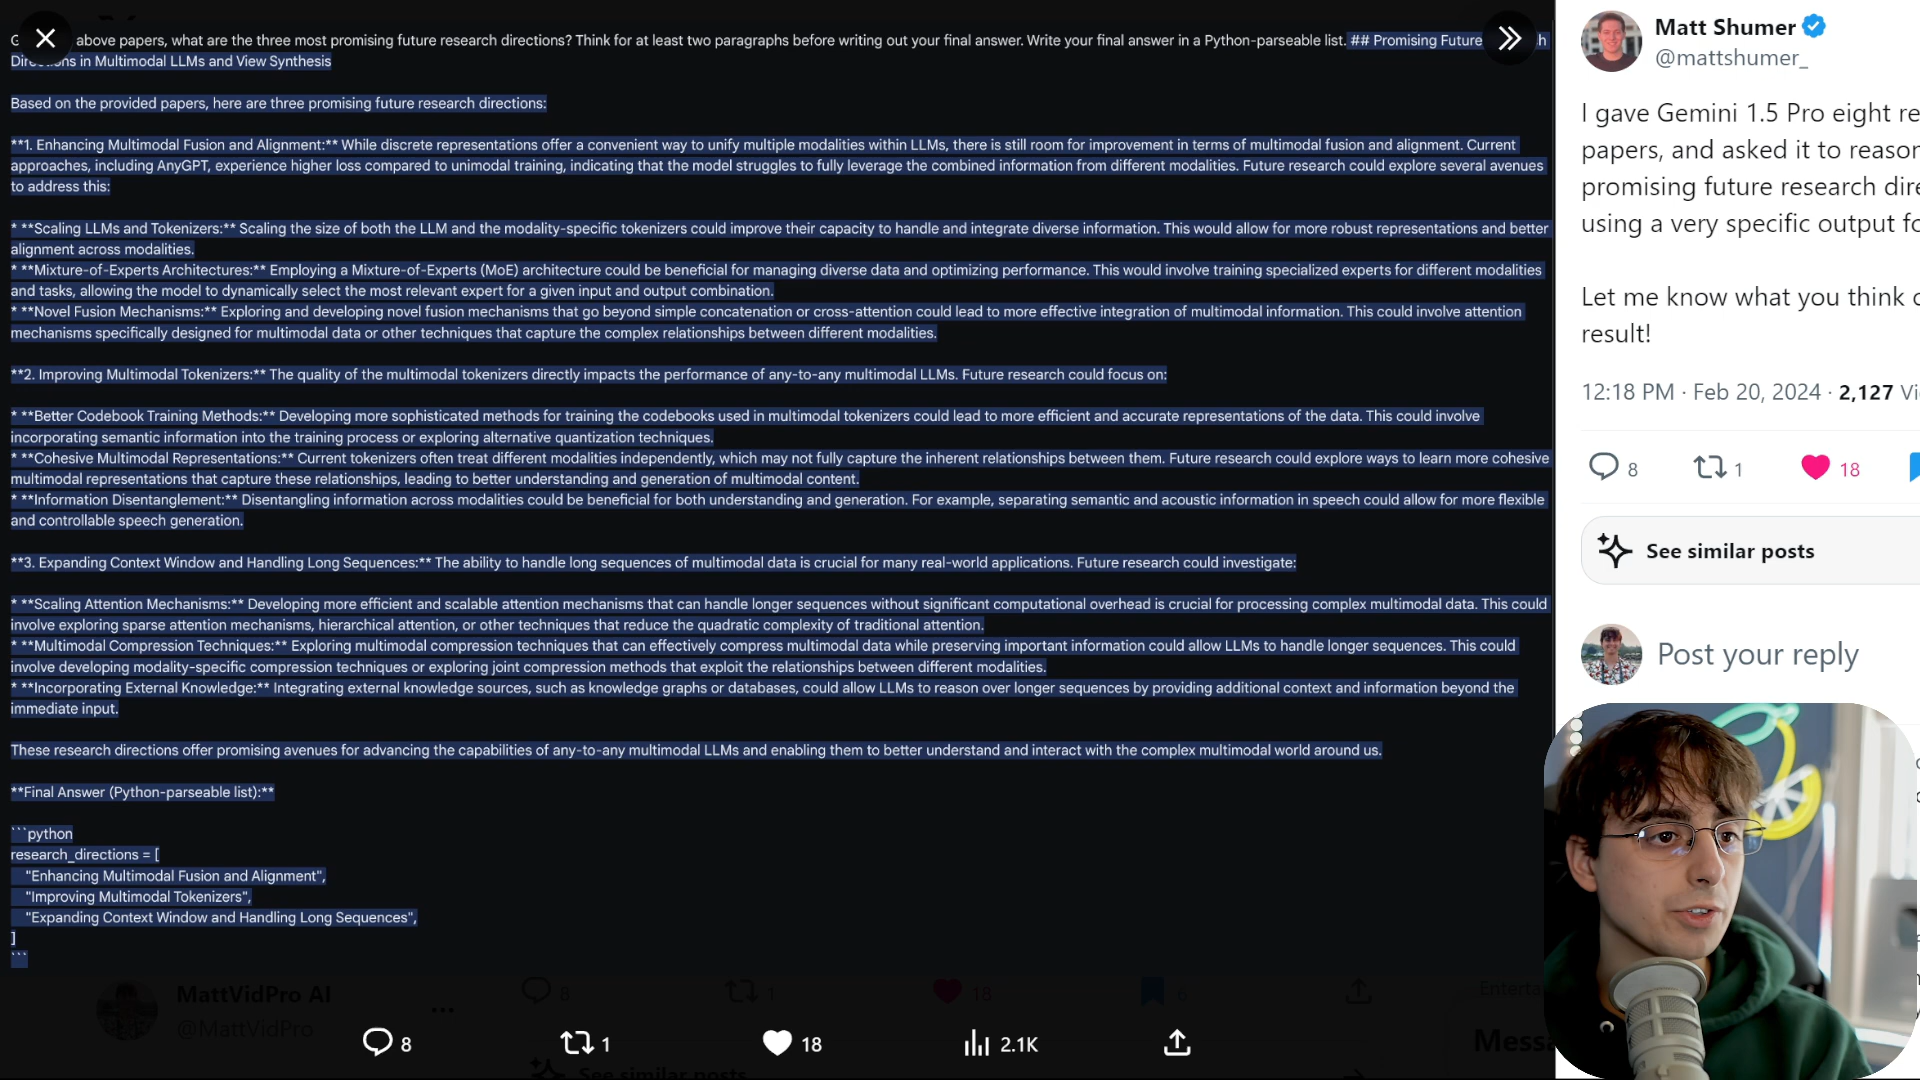 above papers, what are the three most promising future research directions? Think for at least two paragraphs before writing out your final answer. Write your final answer in a Python-parseable list. ## Promising Future
Directions in Multimodal LLMs and View Synthesis
Based on the provided papers, here are three promising future research directions:
**1. Enhancing Multimodal Fusion and Alignment:** While discrete representations offer a convenient way to unify multiple modalities within LLMs, there is still room for improvement in terms of multimodal fusion and alignment. Current
approaches, including AnyGPT, experience higher loss compared to unimodal training, indicating that the model struggles to fully leverage the combined information from different modalities. Future research could explore several avenues
to address this:
* **Scaling LLMs and Tokenizers:** Scaling the size of both the LLM and the modality-specific tokenizers could improve their capacity to handle and integrate diverse information. This would allow for more robust representations and better
alignment across modalities.
* **Mixture-of-Experts Architectures:** Employing a Mixture-of-Experts (MoE) architecture could be beneficial for managing diverse data and optimizing performance. This would involve training specialized experts for different modalities
and tasks, allowing the model to dynamically select the most relevant expert for a given input and output combination.
* **Novel Fusion Mechanisms:** Exploring and developing novel fusion mechanisms that go beyond simple concatenation or cross-attention could lead to more effective integration of multimodal information. This could involve attention
mechanisms specifically designed for multimodal data or other techniques that capture the complex relationships between different modalities.
**2. Improving Multimodal Tokenizers:** The quality of the multimodal tokenizers directly impacts the performance of any-to-any multimodal LLMs. Future research could focus on:
* **Better Codebook Training Methods:** Developing more sophisticated methods for training the codebooks used in multimodal tokenizers could lead to more efficient and accurate representations of the data. This could involve
incorporating semantic information into the training process or exploring alternative quantization techniques.
* **Cohesive Multimodal Representations:** Current tokenizers often treat different modalities independently, which may not fully capture the inherent relationships between them. Future research could explore ways to learn more cohesive
multimodal representations that capture these relationships, leading to better understanding and generation of multimodal content.
* **Information Disentanglement:** Disentangling information across modalities could be beneficial for both understanding and generation. For example, separating semantic and acoustic information in speech could allow for more flexible
and controllable speech generation.
**3. Expanding Context Window and Handling Long Sequences:** The ability to handle long sequences of multimodal data is crucial for many real-world applications. Future research could investigate:
* **Scaling Attention Mechanisms:** Developing more efficient and scalable attention mechanisms that can handle longer sequences without significant computational overhead is crucial for processing complex multimodal data. This could
involve exploring sparse attention mechanisms, hierarchical attention, or other techniques that reduce the quadratic complexity of traditional attention.
* **Multimodal Compression Techniques:** Exploring multimodal compression techniques that can effectively compress multimodal data while preserving important information could allow LLMs to handle longer sequences. This could
involve developing modality-specific compression techniques or exploring joint compression methods that exploit the relationships between different modalities.
* **Incorporating External Knowledge:** Integrating external knowledge sources, such as knowledge graphs or databases, could allow LLMs to reason over longer sequences by providing additional context and information beyond the
immediate input.
These research directions offer promising avenues for advancing the capabilities of any-to-any multimodal LLMs and enabling them to better understand and interact with the complex multimodal world around us.
**Final Answer (Python-parseable list):**
```python
research_directions = [
"Enhancing Multimodal Fusion and Alignment",
"Improving Multimodal Tokenizers",
"Expanding Context Window and Handling Long Sequences",
]
```
MattVidPro AI
@MattVidPro
8 1 18 6
8 1 18 2.1K
See similar posts
Matt Shumer
@mattshumer_
I gave Gemini 1.5 Pro eight re
papers, and asked it to reason
promising future research dire
using a very specific output fo
Let me know what you think o
result!
12:18 PM · Feb 20, 2024 · 2,127 Vi
8 1 18
See similar posts
Post your reply
Enterta
Messa